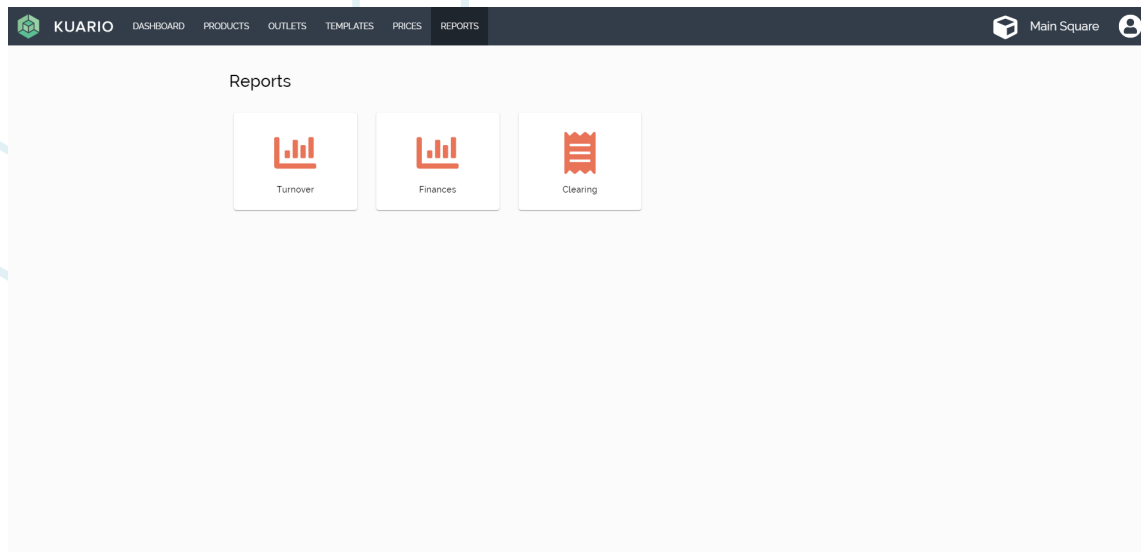 KUARIO DASHBOARD PRODUCTS OUTLETS TEMPLATES PRICES REPORTS Main Square
Reports
Turnover Finances Clearing